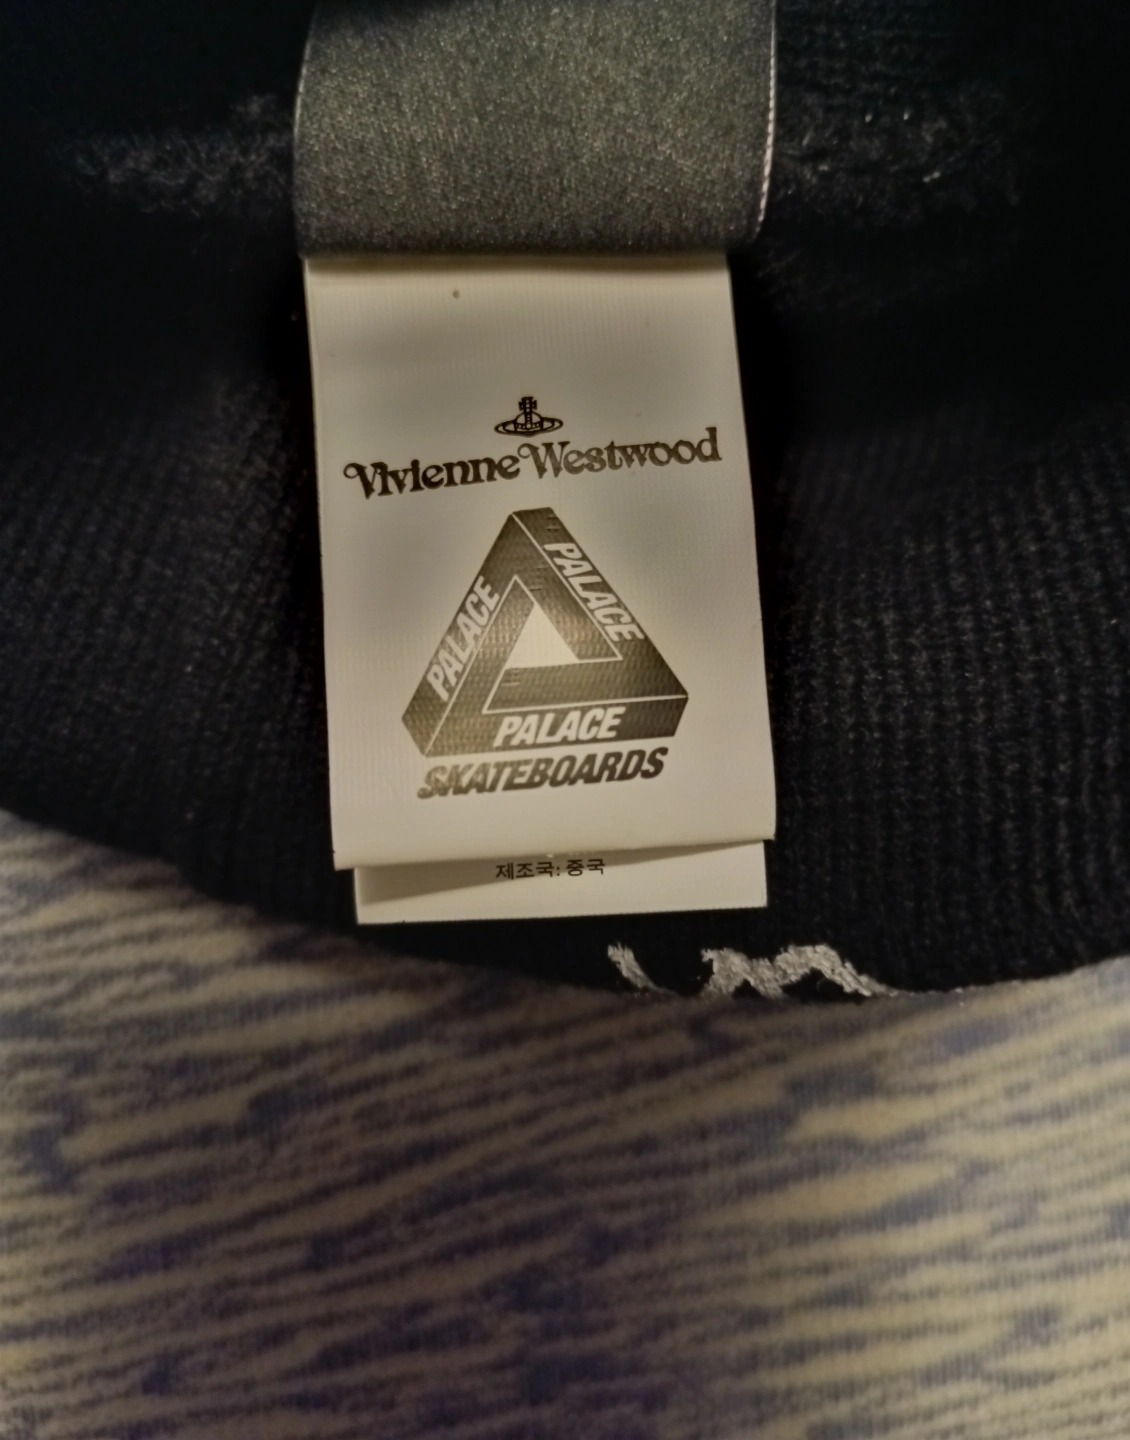 Vivienne Westwood
PALACE
PALACE
PALACE
SKATEBOARDS
제조국: 중국